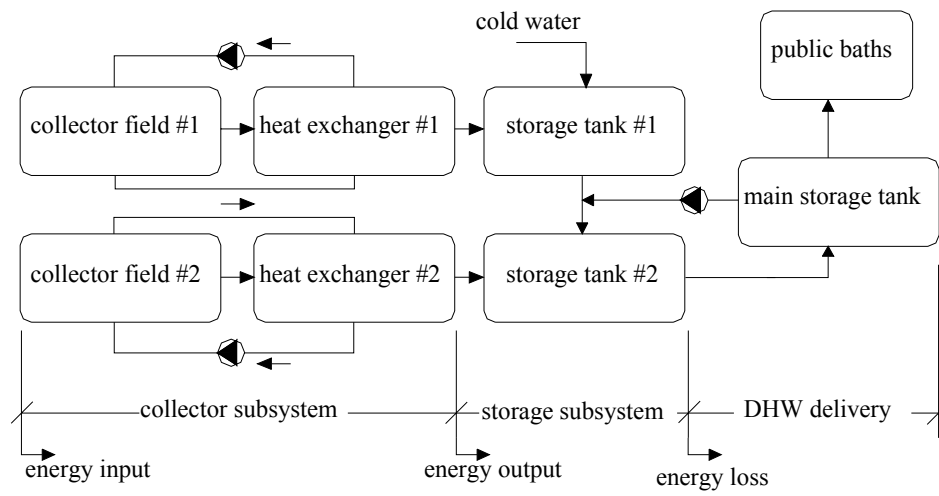 cold water
public baths
collector field #1
heat exchanger #1
storage tank #1
main storage tank
collector field #2
heat exchanger #2
storage tank #2
collector subsystem
storage subsystem
DHW delivery
energy input
energy output
energy loss